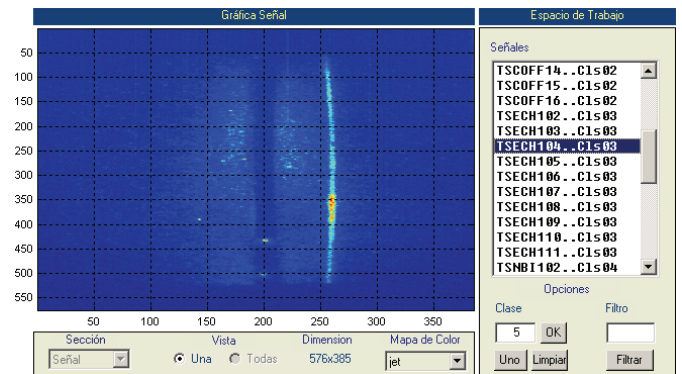 Gráfica Señal
50
100
150
200
250
300
350
400
450
500
550
50 100 150 200 250 300 350
Sección Vista Dimension Mapa de Color
Señal Una Todas 576x385 jet
Espacio de Trabajo
Señales
TSCOFF14..Cls02
TSCOFF15..Cls02
TSCOFF16..Cls02
TSECH102..Cls03
TSECH103..Cls03
TSECH104..Cls03
TSECH105..Cls03
TSECH106..Cls03
TSECH107..Cls03
TSECH108..Cls03
TSECH109..Cls03
TSECH110..Cls03
TSECH111..Cls03
TSNBI102..Cls04
Opciones
Clase Filtro
5 OK
Uno Limpiar Filtrar